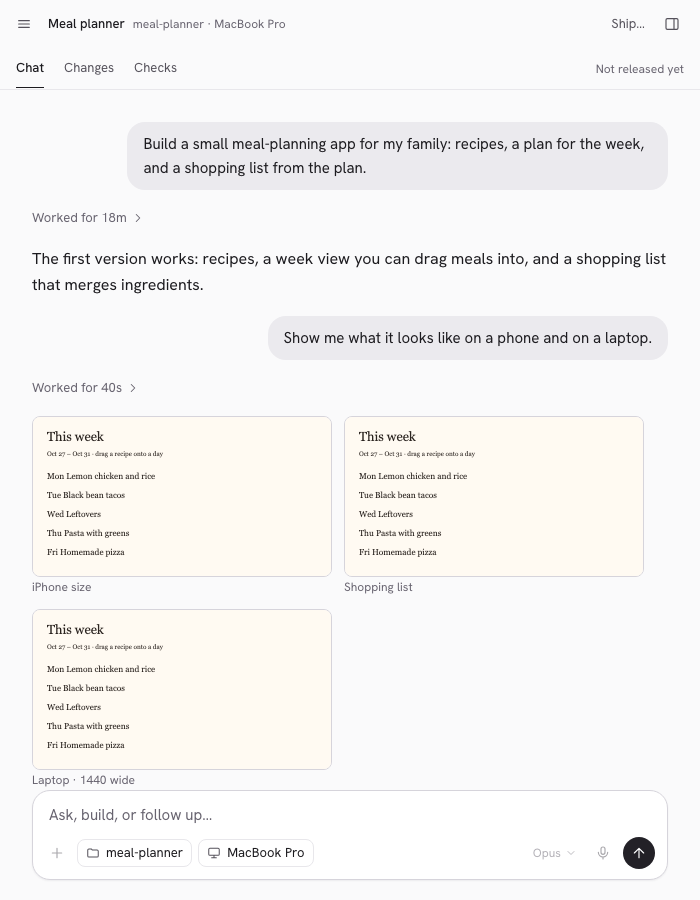 Meal planner meal-planner · MacBook Pro Ship...
Chat Changes Checks Not released yet
Build a small meal-planning app for my family: recipes, a plan for the week,
and a shopping list from the plan.
Worked for 18m
The first version works: recipes, a week view you can drag meals into, and a shopping list
that merges ingredients.
Show me what it looks like on a phone and on a laptop.
Worked for 40s
This week
Oct 27 – Oct 31 · drag a recipe onto a day
Mon Lemon chicken and rice
Tue Black bean tacos
Wed Leftovers
Thu Pasta with greens
Fri Homemade pizza
iPhone size
This week
Oct 27 – Oct 31 · drag a recipe onto a day
Mon Lemon chicken and rice
Tue Black bean tacos
Wed Leftovers
Thu Pasta with greens
Fri Homemade pizza
Shopping list
This week
Oct 27 – Oct 31 · drag a recipe onto a day
Mon Lemon chicken and rice
Tue Black bean tacos
Wed Leftovers
Thu Pasta with greens
Fri Homemade pizza
Laptop · 1440 wide
Ask, build, or follow up...
meal-planner MacBook Pro Opus